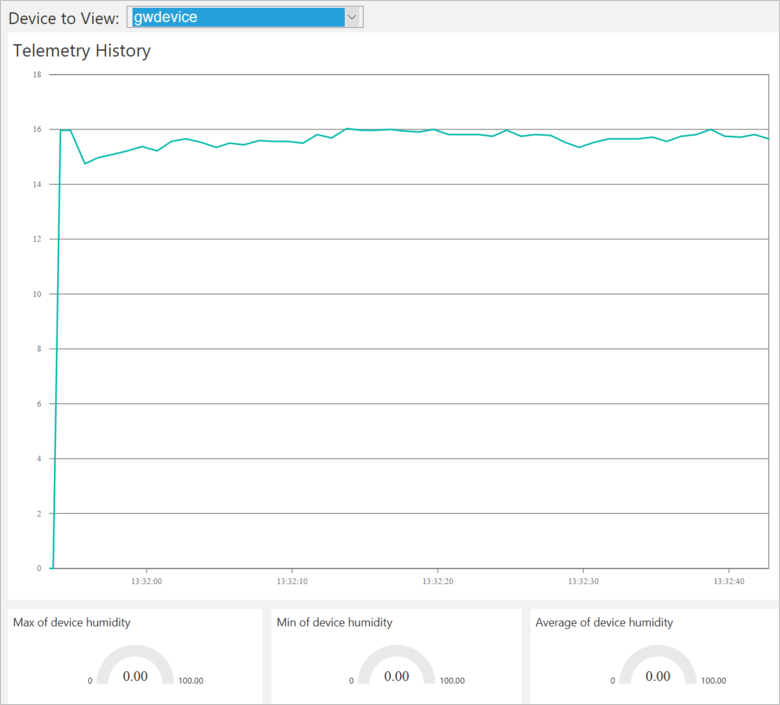 Device to View: gwdevice
Telemetry History
18
16
14
12
10
8
6
4
2
0
13:32:00 13:32:10 13:32:20 13:32:30 13:32:40
Max of device humidity Min of device humidity Average of device humidity
0.00 0.00 0.00
0 100.00 0 100.00 0 100.00